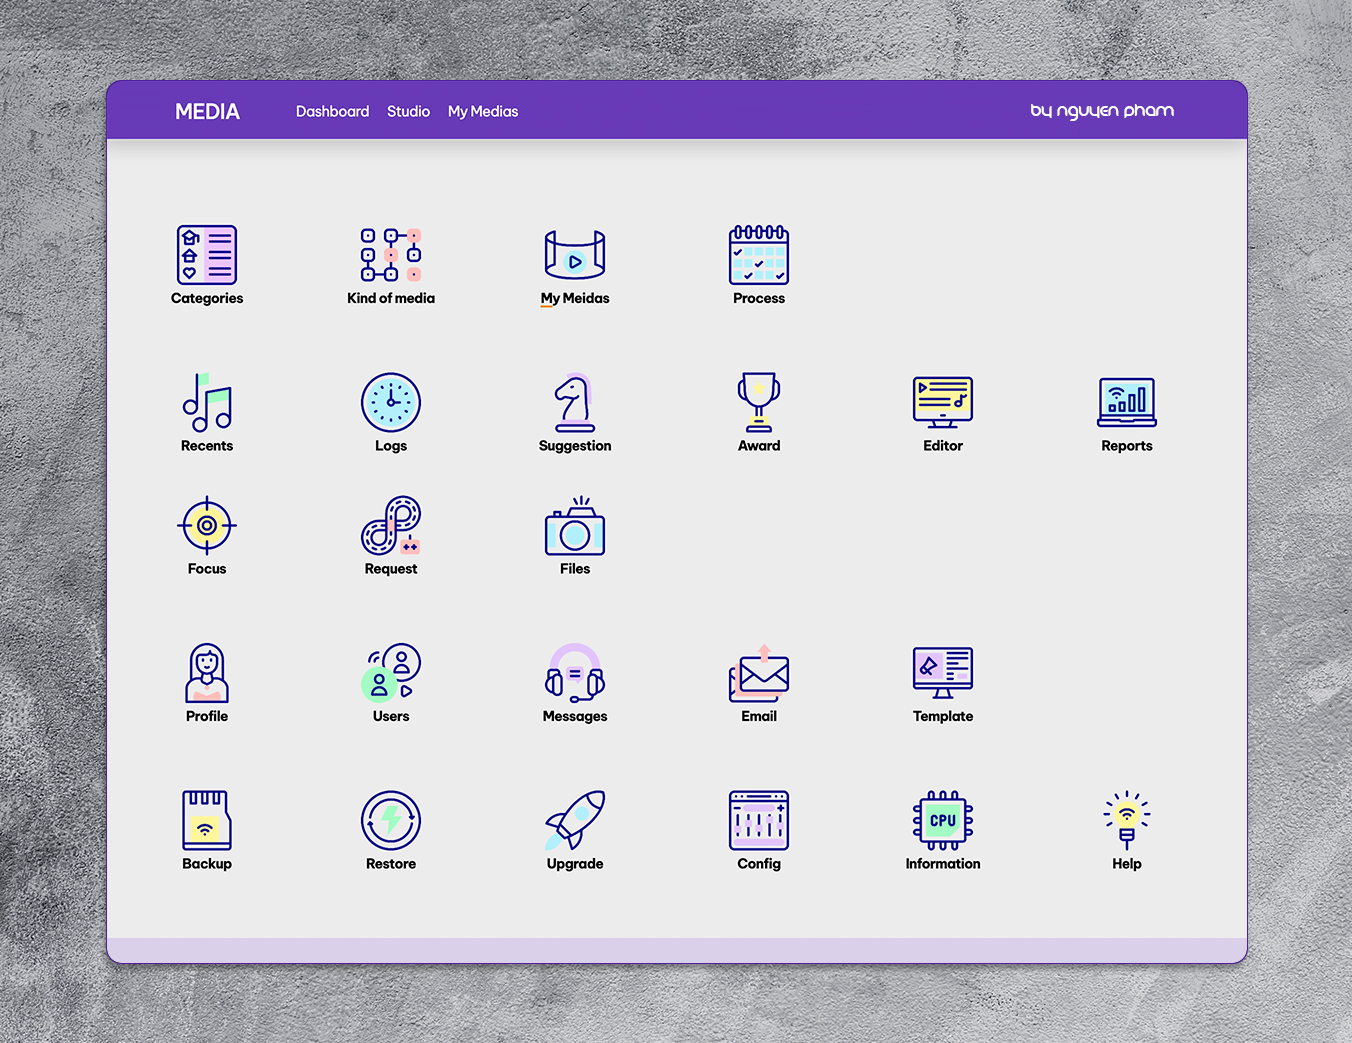 MEDIA Dashboard Studio My Medias by nguyen pham
Categories Kind of media My Meidas Process
Recents Logs Suggestion Award Editor Reports
Focus Request Files
Profile Users Messages Email Template
CPU
Backup Restore Upgrade Config Information Help